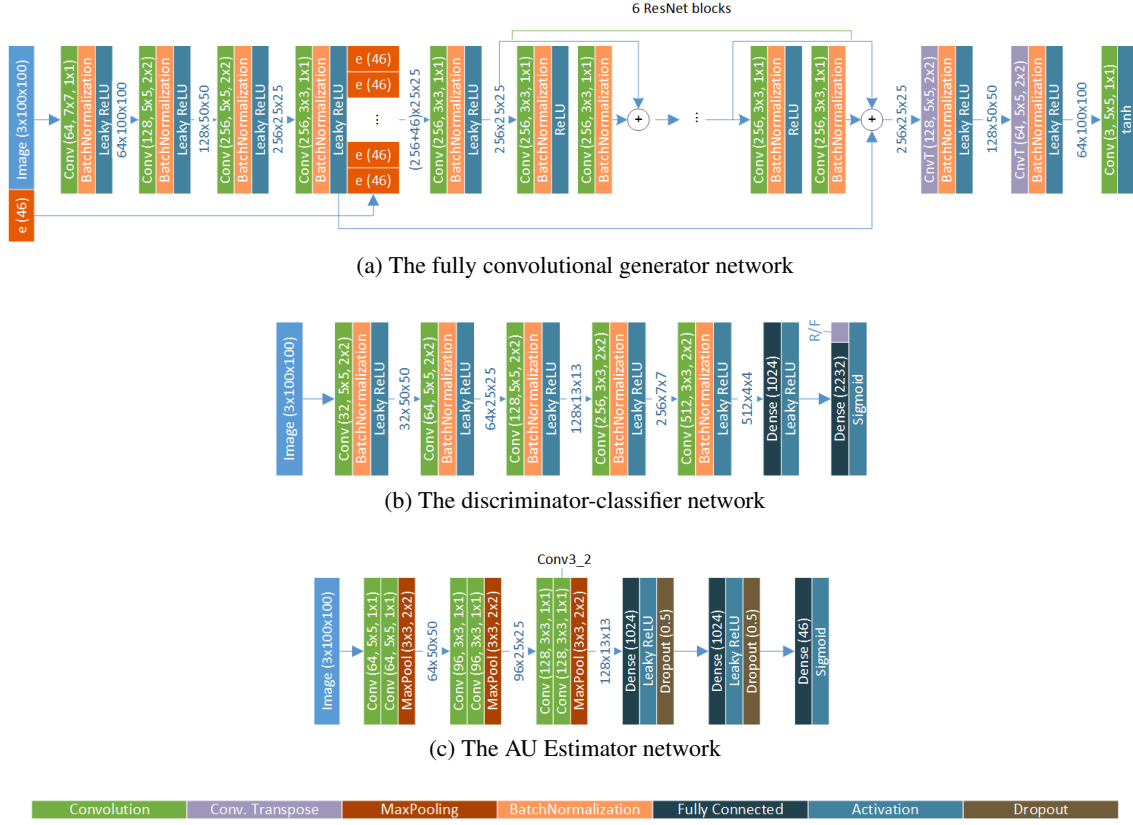 6 ResNet blocks
Image (3x100x100)
e (46)
Conv (64, 7x7, 1x1)
BatchNormalization
Leaky ReLU
64x100x100
Conv (128, 5x5, 2x2)
BatchNormalization
Leaky ReLU
128x50x50
Conv (256, 5x5, 2x2)
BatchNormalization
Leaky ReLU
256x25x25
Conv (256, 3x3, 1x1)
BatchNormalization
Leaky ReLU
e (46)
e (46)
...
e (46)
e (46)
(256+46)x25x25
Conv (256, 3x3, 1x1)
BatchNormalization
Leaky ReLU
256x25x25
Conv (256, 3x3, 1x1)
BatchNormalization
ReLU
Conv (256, 3x3, 1x1)
BatchNormalization
+
...
Conv (256, 3x3, 1x1)
BatchNormalization
ReLU
Conv (256, 3x3, 1x1)
BatchNormalization
+
256x25x25
CnvT (128, 5x5, 2x2)
BatchNormalization
Leaky ReLU
128x50x50
CnvT (64, 5x5, 2x2)
BatchNormalization
Leaky ReLU
64x100x100
Conv (3, 5x5, 1x1)
tanh
(a) The fully convolutional generator network
Image (3x100x100)
Conv (32, 5x5, 2x2)
BatchNormalization
Leaky ReLU
32x50x50
Conv (64, 5x5, 2x2)
BatchNormalization
Leaky ReLU
64x25x25
Conv (128,5x5, 2x2)
BatchNormalization
Leaky ReLU
128x13x13
Conv (256, 3x3, 2x2)
BatchNormalization
Leaky ReLU
256x7x7
Conv (512, 3x3, 2x2)
BatchNormalization
Leaky ReLU
512x4x4
Dense (1024)
Leaky ReLU
R/F
Dense (2232)
Sigmoid
(b) The discriminator-classifier network
Conv3_2
Image (3x100x100)
Conv (64, 5x5, 1x1)
Conv (64, 5x5, 1x1)
MaxPool (3x3, 2x2)
64x50x50
Conv (96, 3x3, 1x1)
Conv (96, 3x3, 1x1)
MaxPool (3x3, 2x2)
96x25x25
Conv (128, 3x3, 1x1)
Conv (128, 3x3, 1x1)
MaxPool (3x3, 2x2)
128x13x13
Dense (1024)
Leaky ReLU
Dropout (0.5)
Dense (1024)
Leaky ReLU
Dropout (0.5)
Dense (46)
Sigmoid
(c) The AU Estimator network
Convolution
Conv. Transpose
MaxPooling
BatchNormalization
Fully Connected
Activation
Dropout